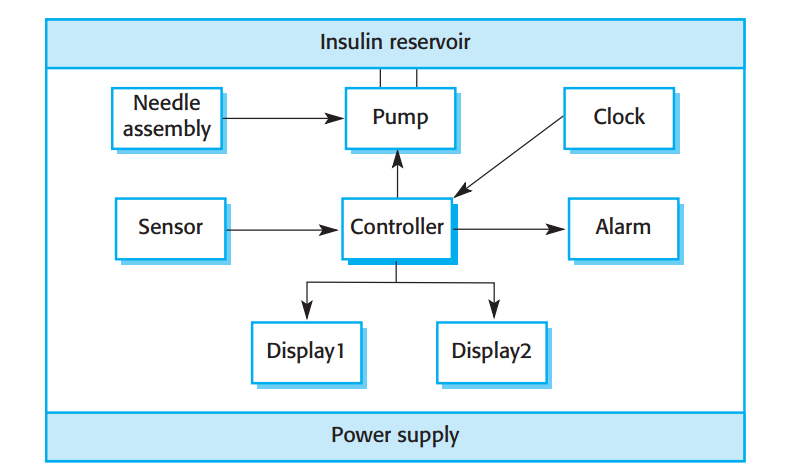 Insulin reservoir
Needle
assembly
Pump
Clock
Sensor
Controller
Alarm
Display1
Display2
Power supply